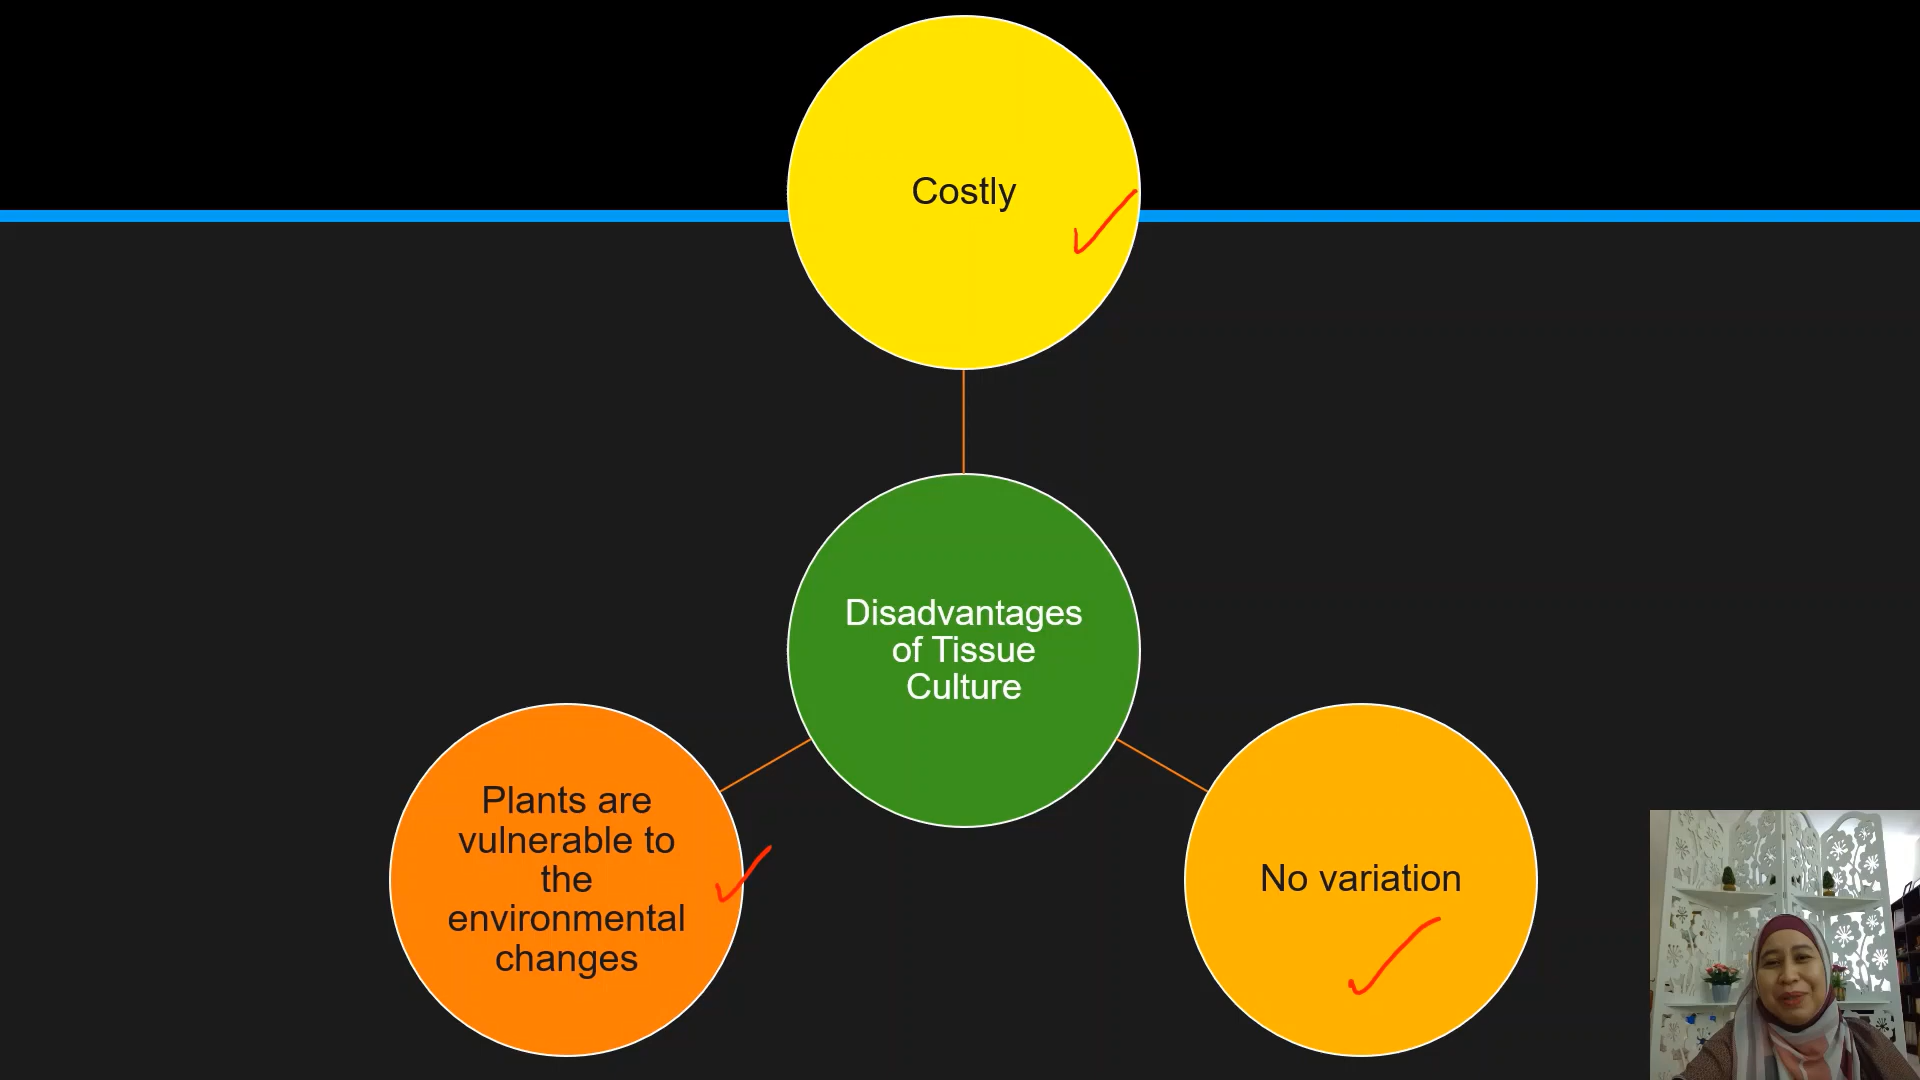 Costly
Disadvantages
of Tissue
Culture
Plants are
vulnerable to
the
environmental
changes
No variation